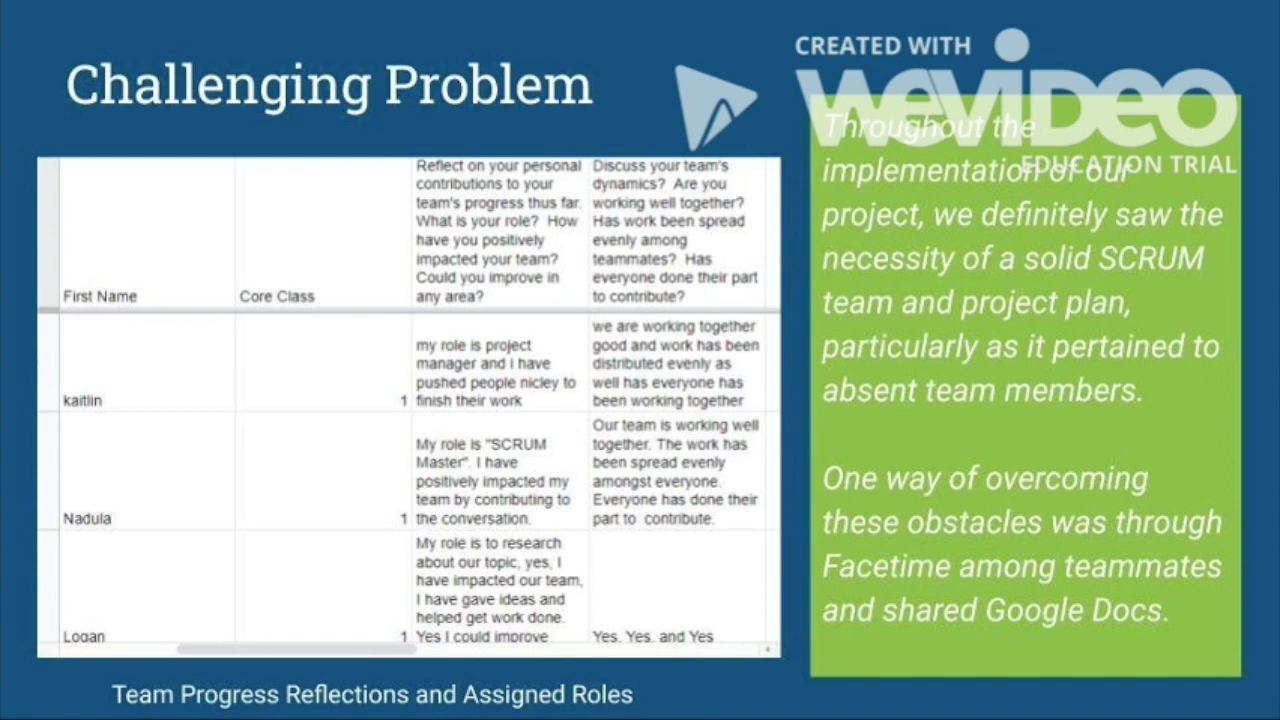 Challenging Problem
CREATED WITH
WeVideo
EDUCATION TRIAL
Reflect on your personal
contributions to your
team's progress thus far.
What is your role? How
have you positively
impacted your team?
Could you improve in
any area?
Discuss your team's
dynamics? Are you
working well together?
Has work been spread
evenly among
teammates? Has
everyone done their part
to contribute?
First Name
Core Class
kaitlin
1
my role is project
manager and i have
pushed people nicley to
finish their work
we are working together
good and work has been
distributed evenly as
well has everyone has
been working together
Nadula
1
My role is "SCRUM
Master". I have
positively impacted my
team by contributing to
the conversation.
Our team is working well
together. The work has
been spread evenly
amongst everyone.
Everyone has done their
part to contribute.
Logan
1
My role is to research
about our topic, yes, I
have impacted our team,
I have gave ideas and
helped get work done.
Yes I could improve
Yes, Yes, and Yes
Team Progress Reflections and Assigned Roles
Throughout the
implementation of our
project, we definitely saw the
necessity of a solid SCRUM
team and project plan,
particularly as it pertained to
absent team members.
One way of overcoming
these obstacles was through
Facetime among teammates
and shared Google Docs.